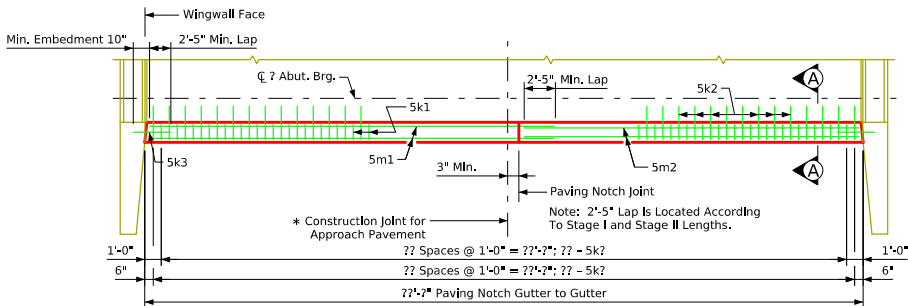 Wingwall Face
Min. Embedment 10" 2'-5" Min. Lap
℄ ? Abut. Brg.
2'-5" Min. Lap
A
5k1
5k2
5k3
5m1
5m2
3" Min.
A
Paving Notch Joint
* Construction Joint for
Approach Pavement
Note: 2'-5" Lap is Located According
To Stage I and Stage II Lengths.
1'-0" ?? Spaces @ 1'-0" = ??'-?"; ?? – 5k? 1'-0"
6" ?? Spaces @ 1'-0" = ??'-?"; ?? – 5k? 6"
??'-?" Paving Notch Gutter to Gutter